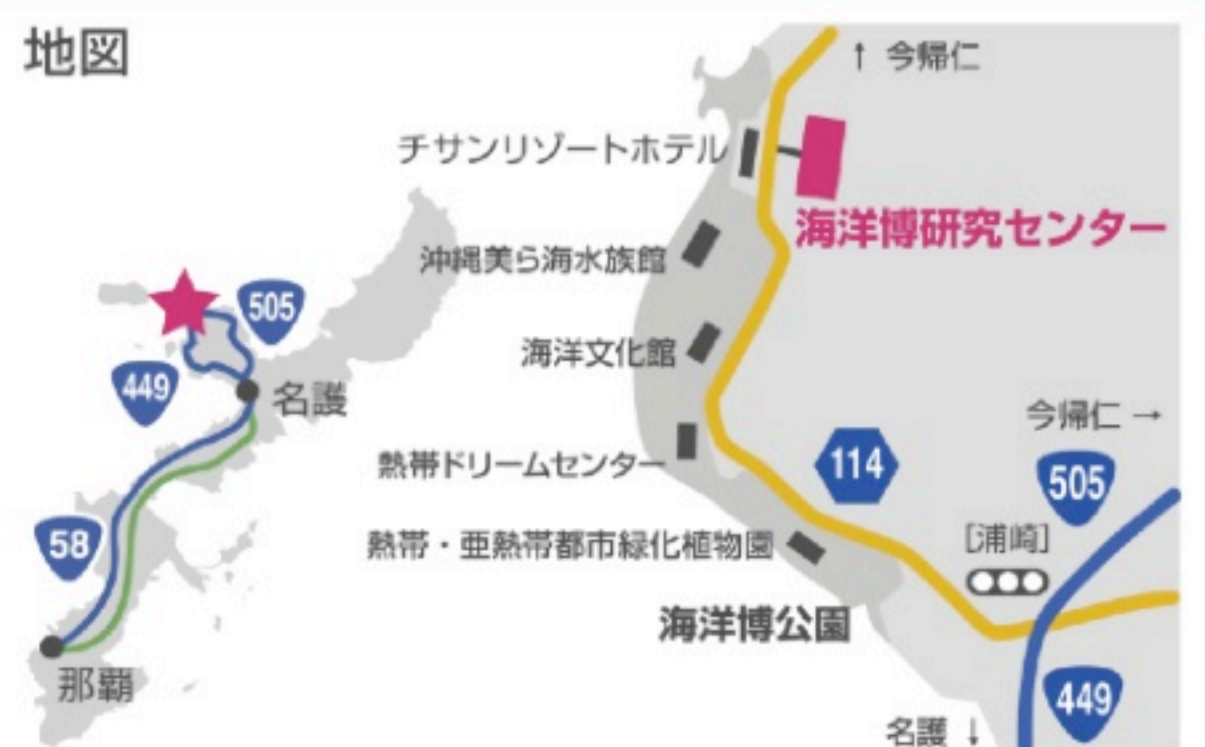 地図
↑ 今帰仁
チサンリゾートホテル
海洋博研究センター
沖縄美ら海水族館
505
海洋文化館
449
名護
今帰仁 →
熱帯ドリームセンター
114
505
58
[浦崎]
熱帯・亜熱帯都市緑化植物園
海洋博公園
那覇
449
名護 ↓